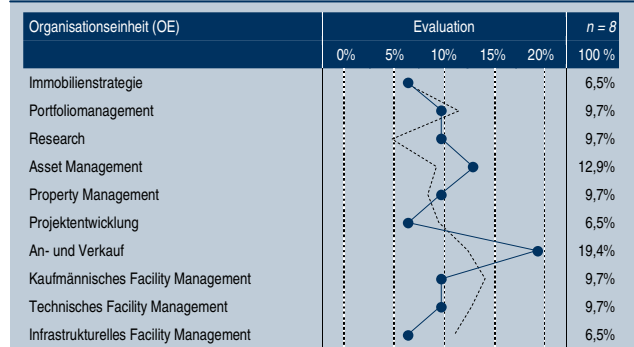 Organisationseinheit (OE) Evaluation n = 8
0% 5% 10% 15% 20% 100 %
Immobilienstrategie 6,5%
Portfoliomanagement 9,7%
Research 9,7%
Asset Management 12,9%
Property Management 9,7%
Projektentwicklung 6,5%
An- und Verkauf 19,4%
Kaufmännisches Facility Management 9,7%
Technisches Facility Management 9,7%
Infrastrukturelles Facility Management 6,5%